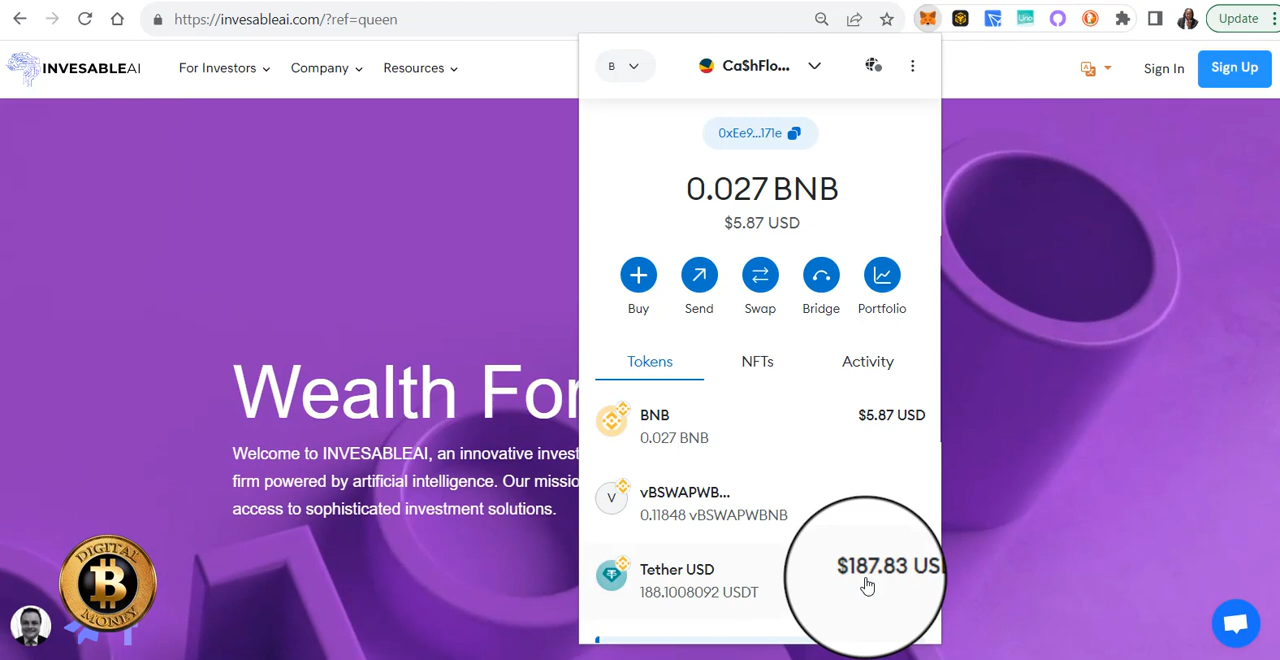 https://invesableai.com/?ref=queen
Update
INVESABLEAI
For Investors
Company
Resources
Sign In
Sign Up
B
Ca$hFlo...
0xEe9...171e
0.027 BNB
$5.87 USD
Buy
Send
Swap
Bridge
Portfolio
Tokens
NFTs
Activity
BNB
$5.87 USD
0.027 BNB
V
vBSWAPWB...
0.11848 vBSWAPWBNB
Tether USD
$187.83 US
188.1008092 USDT
Wealth For
Welcome to INVESABLEAI, an innovative invest
firm powered by artificial intelligence. Our missio
access to sophisticated investment solutions.
DIGITAL
MONEY